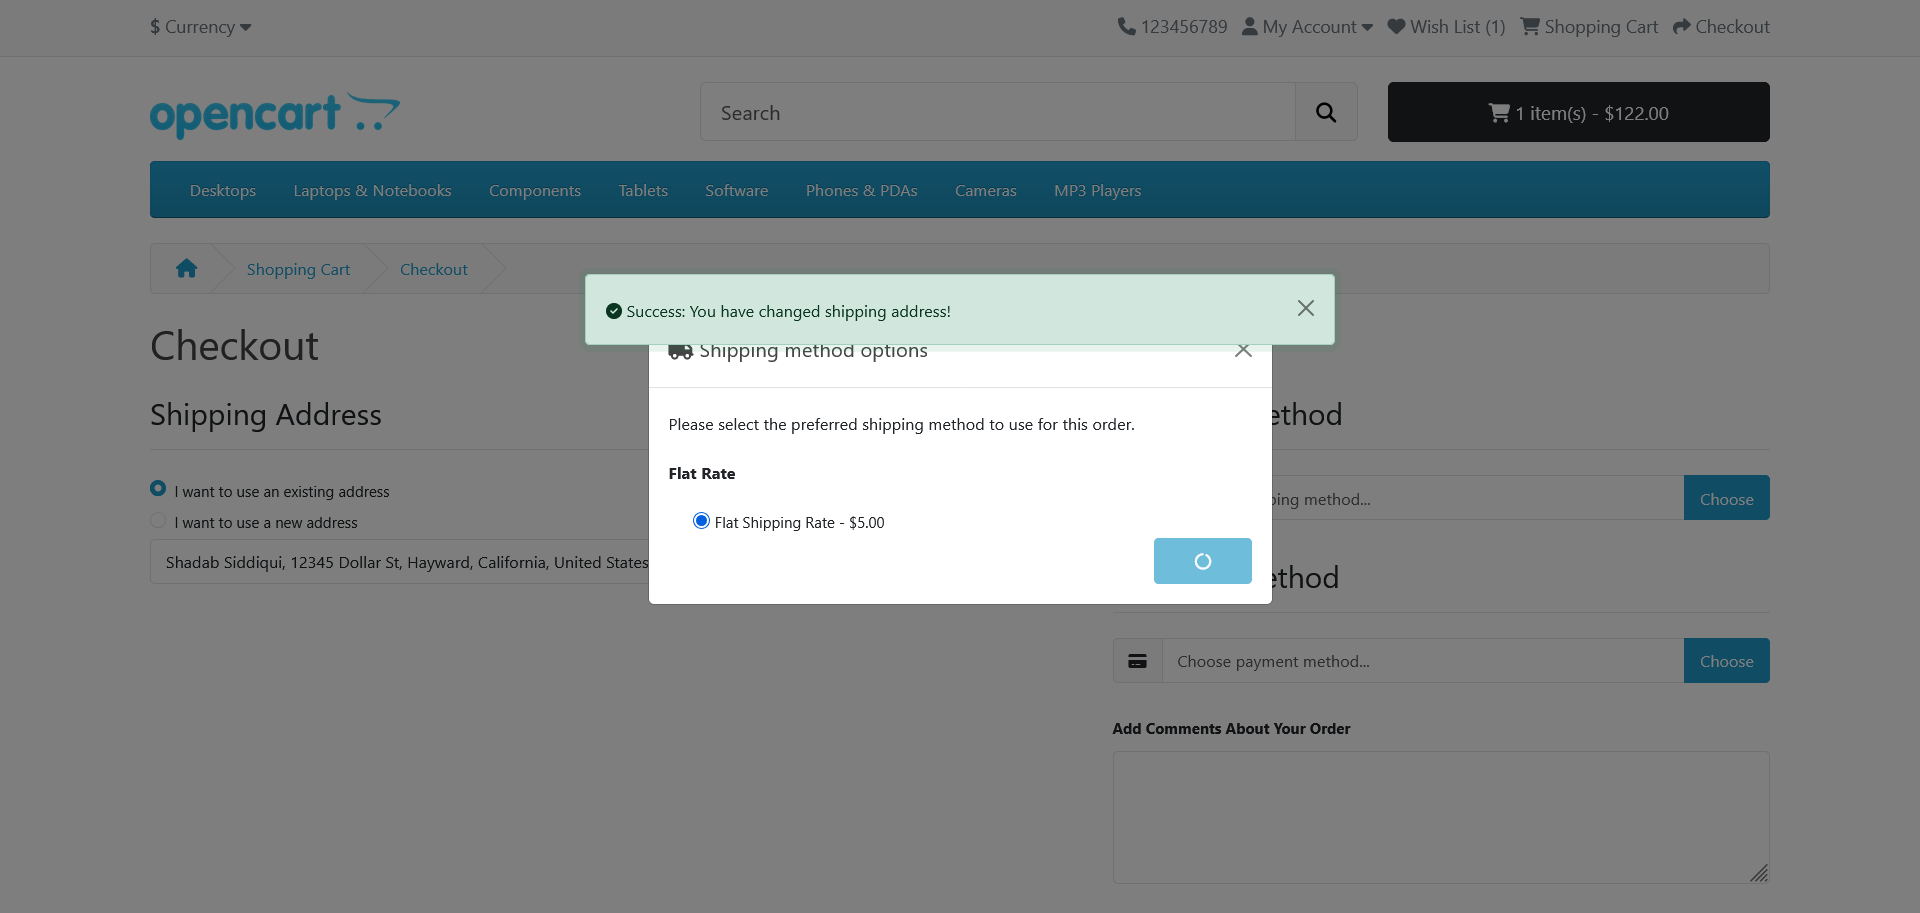 $ Currency
123456789 My Account Wish List (1) Shopping Cart Checkout
opencart
Search
1 item(s) - $122.00
Desktops Laptops & Notebooks Components Tablets Software Phones & PDAs Cameras MP3 Players
Shopping Cart Checkout
Success: You have changed shipping address!
Checkout
Shipping method options
Shipping Address
Please select the preferred shipping method to use for this order.
Flat Rate
Flat Shipping Rate - $5.00
I want to use an existing address
I want to use a new address
Shadab Siddiqui, 12345 Dollar St, Hayward, California, United States
method...
Choose
Choose payment method...
Choose
Add Comments About Your Order